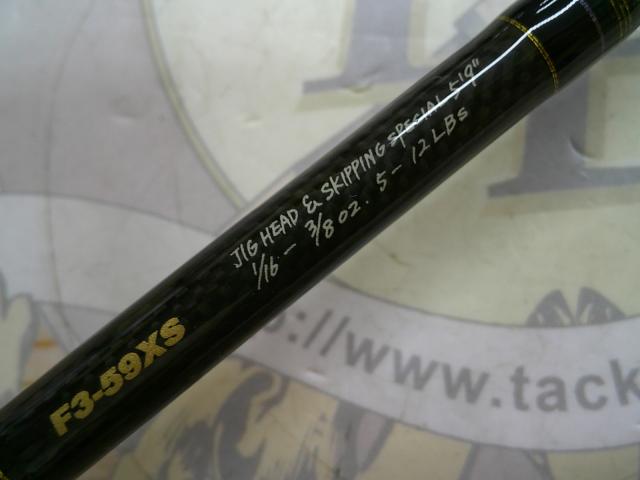 JIG HEAD & SKIPPING SPECIAL 5'9"
1/16 - 3/8 OZ. 5 - 12 LBS
F3-59XS
s://www.tack